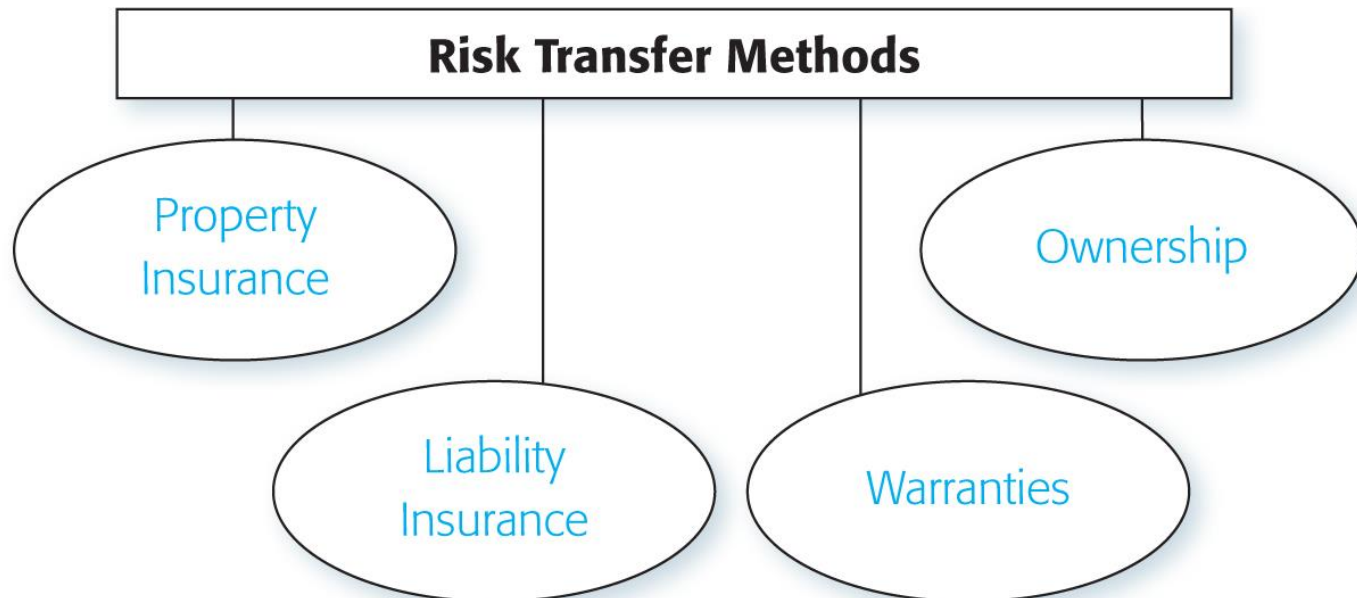 Risk Transfer Methods
Property
Insurance
Ownership
Liability
Insurance
Warranties